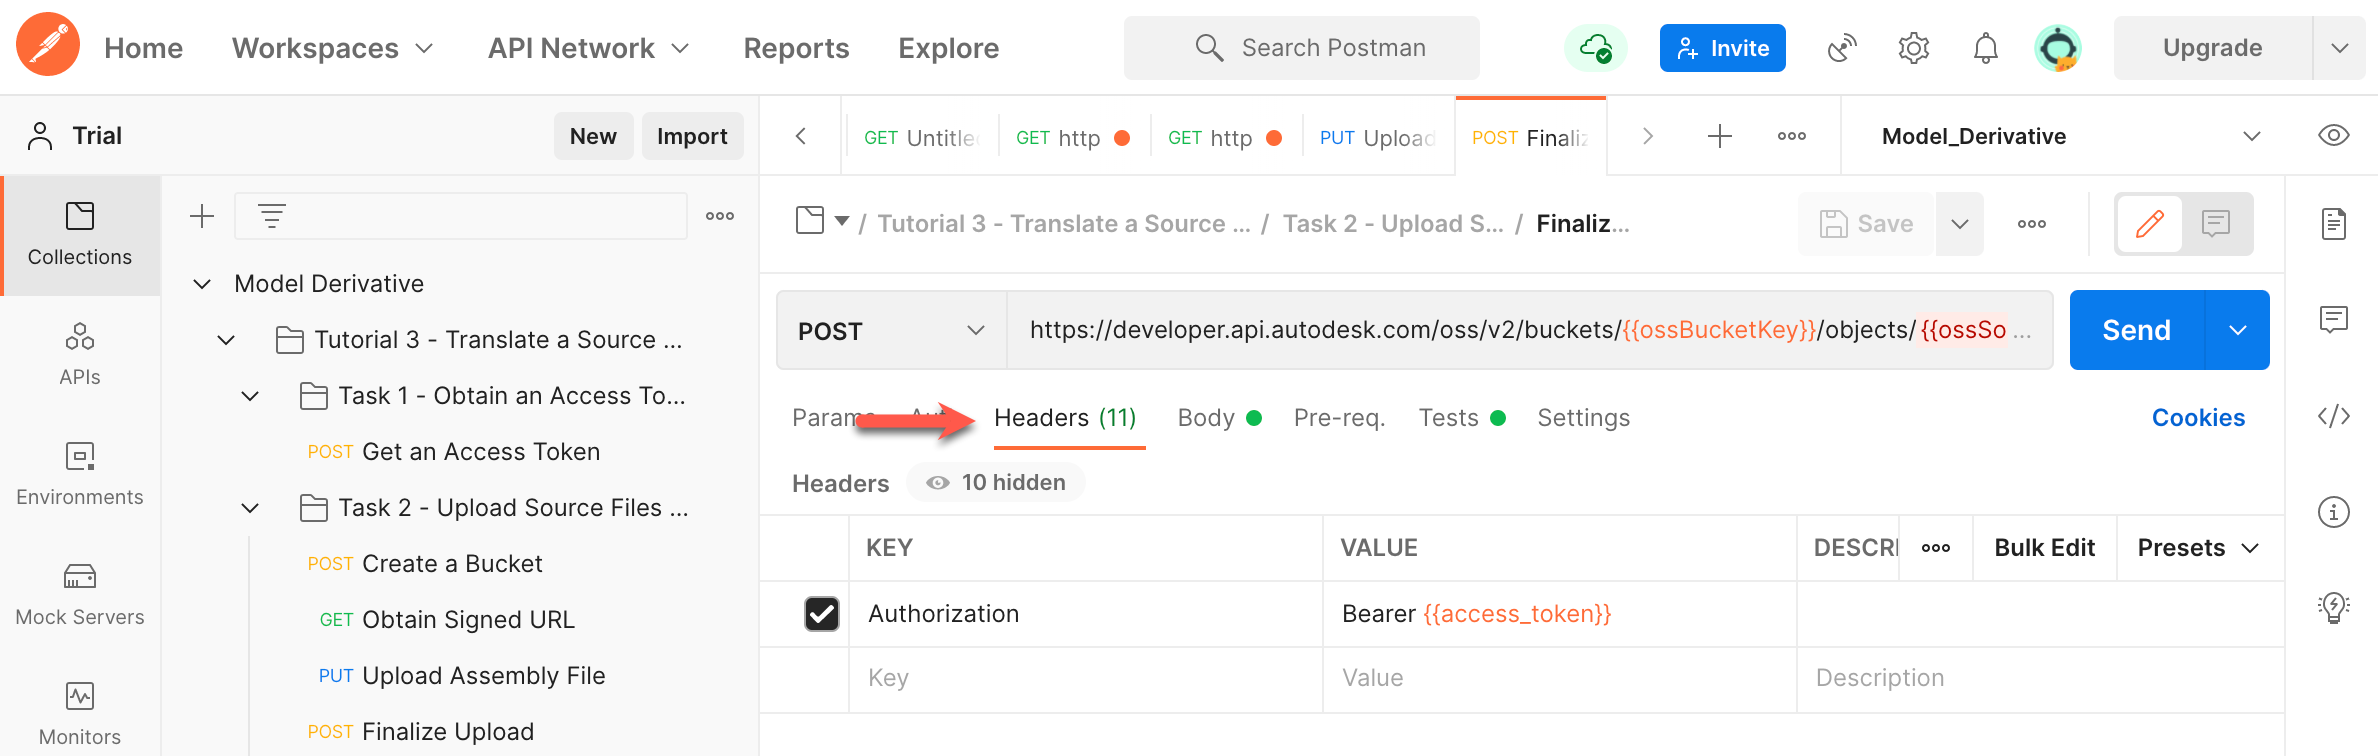 Home Workspaces API Network Reports Explore Search Postman Invite Upgrade
Trial New Import
GET Untitle GET http GET http PUT Upload POST Finaliz Model_Derivative
Collections
APIs
Environments
Mock Servers
Monitors
Model Derivative
Tutorial 3 - Translate a Source ...
Task 1 - Obtain an Access To...
POST Get an Access Token
Task 2 - Upload Source Files ...
POST Create a Bucket
GET Obtain Signed URL
PUT Upload Assembly File
POST Finalize Upload
/ Tutorial 3 - Translate a Source ... / Task 2 - Upload S... / Finaliz... Save
POST https://developer.api.autodesk.com/oss/v2/buckets/{{ossBucketKey}}/objects/{{ossSo ... Send
Params Auth Headers (11) Body Pre-req. Tests Settings Cookies
Headers 10 hidden
KEY VALUE DESCRI Bulk Edit Presets
Authorization Bearer {{access_token}}
Key Value Description